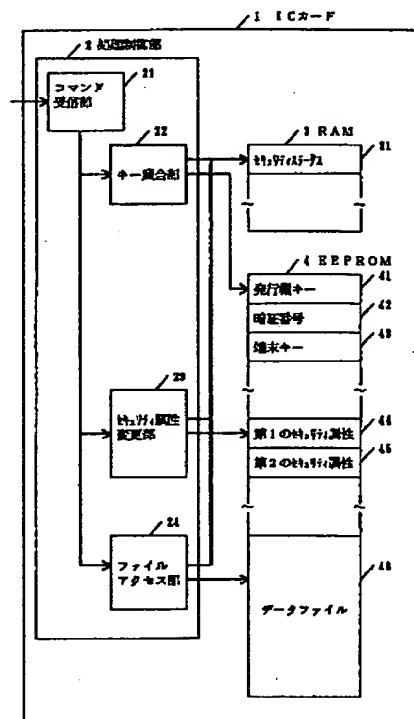 1 ICカード
2 処理制御部
21
コマンド
受信部
22
キー照合部
3 RAM
31
セキュリティステータス
4 EEPROM
41
発行者キー
42
暗証番号
43
端末キー
23
セキュリティ属性
変更部
44
第1のセキュリティ属性
45
第2のセキュリティ属性
24
ファイル
アクセス部
46
データファイル